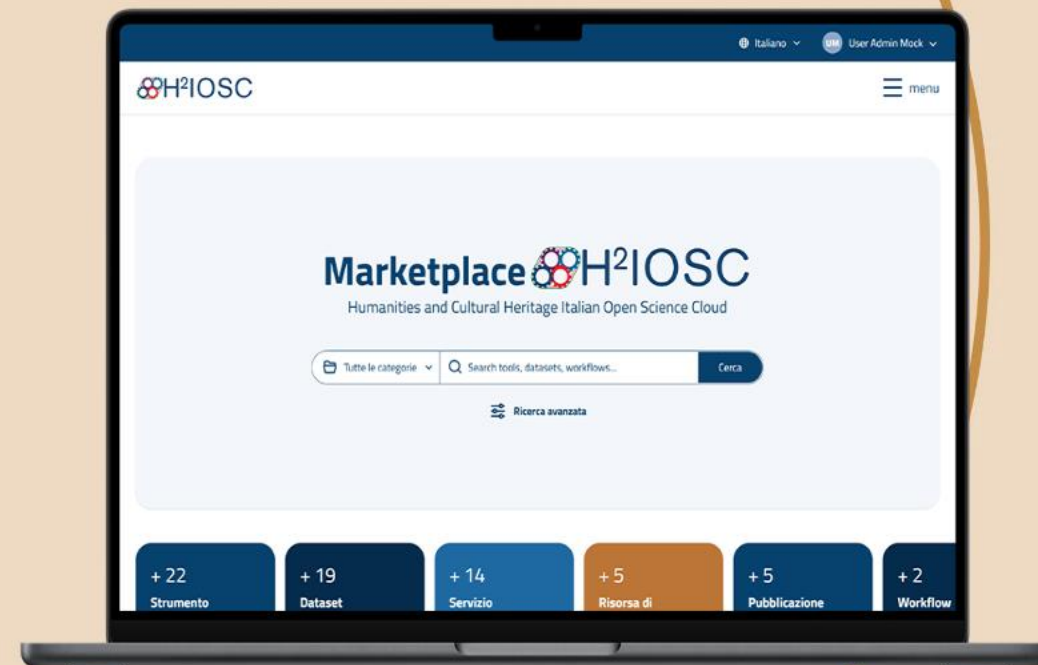 Italiano
UM
User Admin Mock
H²IOSC
menu
Marketplace H²IOSC
Humanities and Cultural Heritage Italian Open Science Cloud
Tutte le categorie
Search tools, datasets, workflows...
Cerca
Ricerca avanzata
+ 22
Strumento
+ 19
Dataset
+ 14
Servizio
+ 5
Risorsa di
+ 5
Pubblicazione
+ 2
Workflow